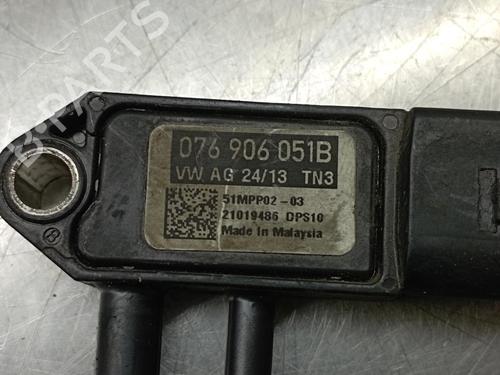 076 906 051B
VW AG 24/13 TN3
51MPP02-03
21019486 DPS10
Made in Malaysia